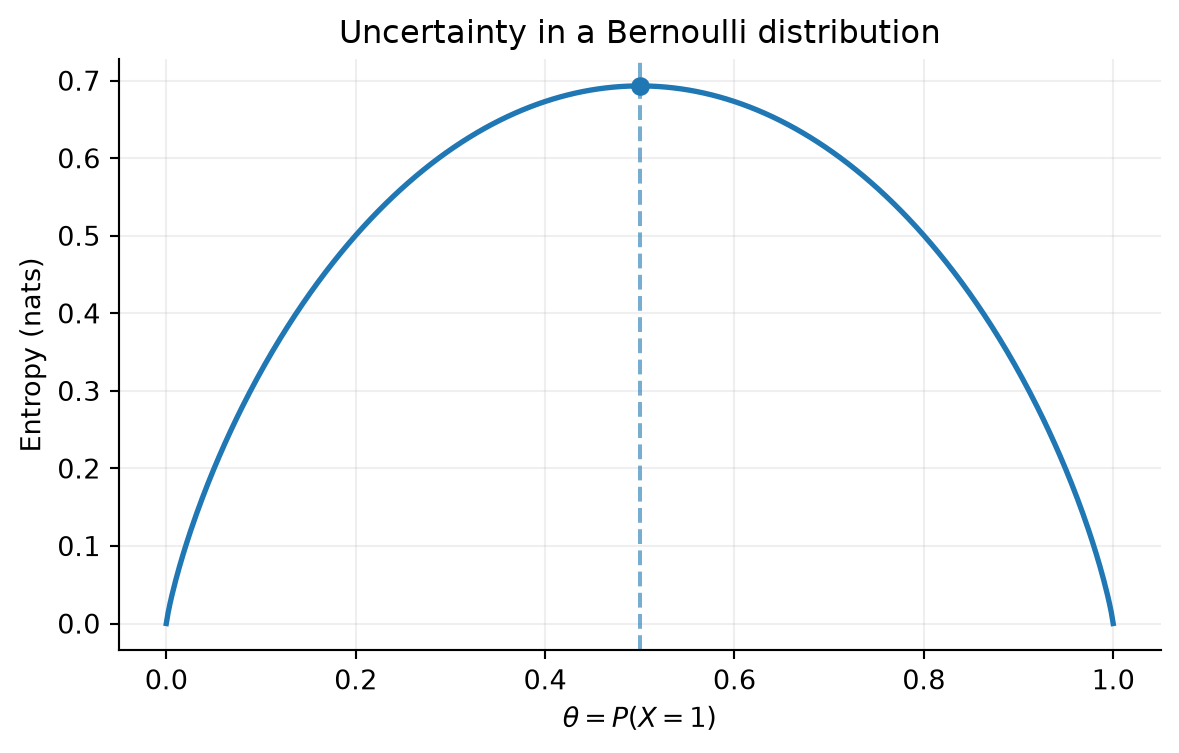 Uncertainty in a Bernoulli distribution
Entropy (nats)
0.7
0.6
0.5
0.4
0.3
0.2
0.1
0.0
0.0 0.2 0.4 0.6 0.8 1.0
θ = P(X = 1)